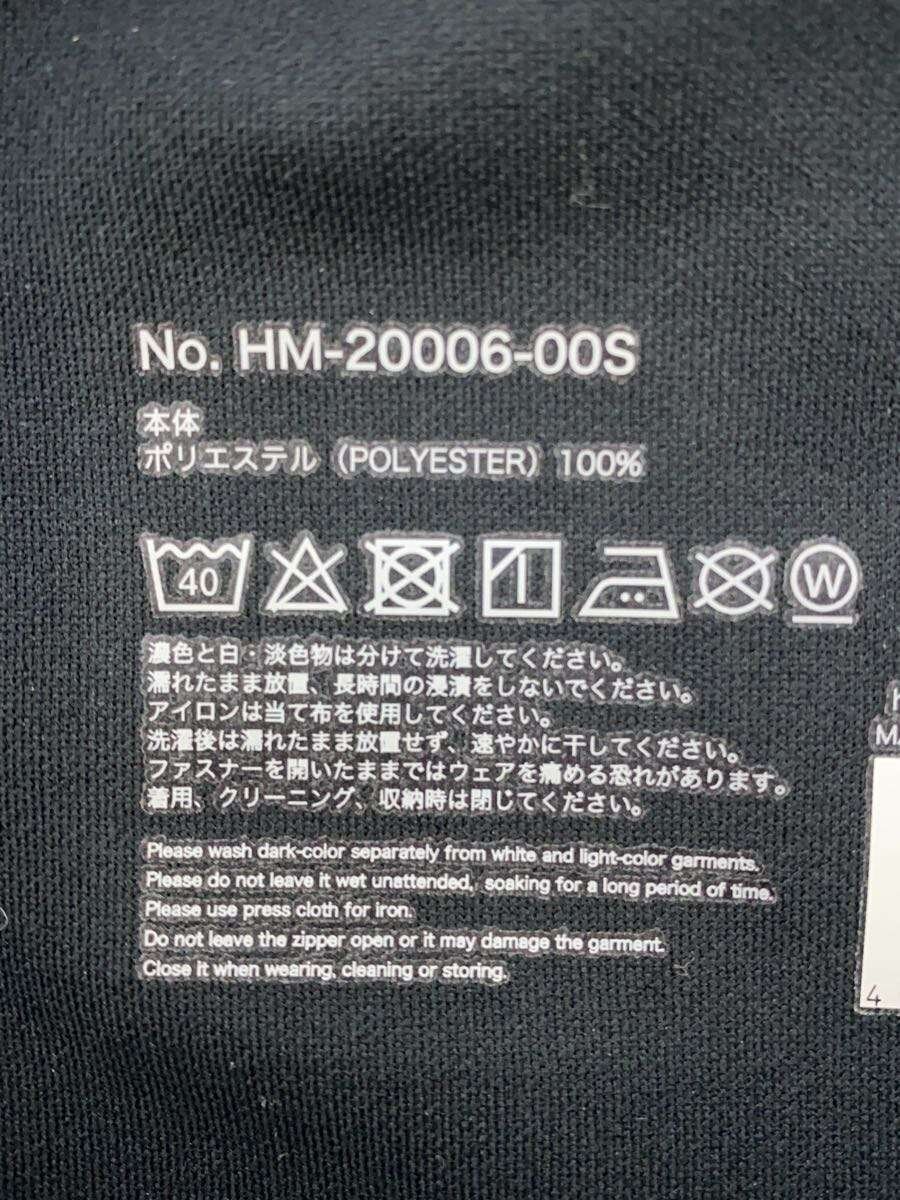 No. HM-20006-00S
本体
ポリエステル（POLYESTER）100%
40
W
濃色と白・淡色物は分けて洗濯してください。
濡れたまま放置、長時間の浸漬をしないでください。
アイロンは当て布を使用してください。
洗濯後は濡れたまま放置せず、速やかに干してください。
ファスナーを開いたままではウェアを痛める恐れがあります。
着用、クリーニング、収納時は閉じてください。
Please wash dark-color separately from white and light-color garments.
Please do not leave it wet unattended, soaking for a long period of time.
Please use press cloth for iron.
Do not leave the zipper open or it may damage the garment.
Close it when wearing, cleaning or storing.
4